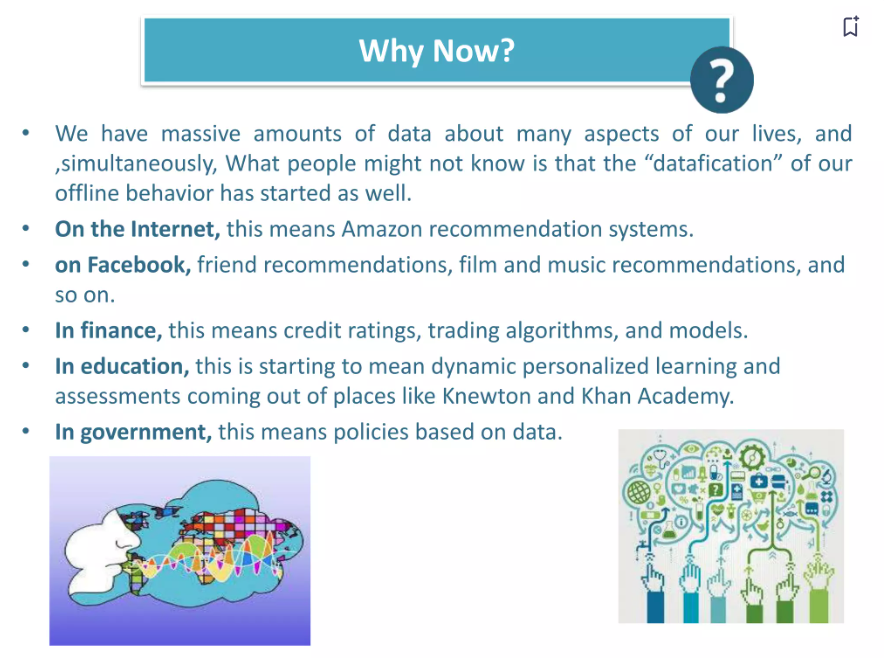 Why Now?
?
• We have massive amounts of data about many aspects of our lives, and
,simultaneously, What people might not know is that the “datafication” of our
offline behavior has started as well.
• On the Internet, this means Amazon recommendation systems.
• on Facebook, friend recommendations, film and music recommendations, and
so on.
• In finance, this means credit ratings, trading algorithms, and models.
• In education, this is starting to mean dynamic personalized learning and
assessments coming out of places like Knewton and Khan Academy.
• In government, this means policies based on data.
?